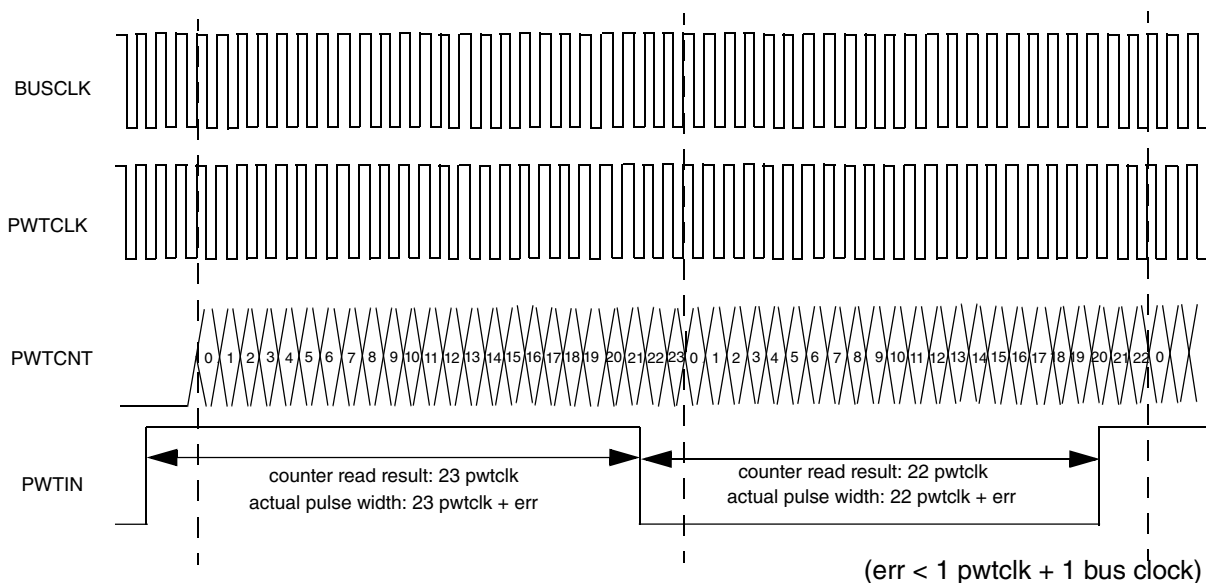 BUSCLK
PWTCLK
PWTCNT
0 1 2 3 4 5 6 7 8 9 10 11 12 13 14 15 16 17 18 19 20 21 22 23 0 1 2 3 4 5 6 7 8 9 10 11 12 13 14 15 16 17 18 19 20 21 22 0
PWTIN
counter read result: 23 pwtclk
actual pulse width: 23 pwtclk + err
counter read result: 22 pwtclk
actual pulse width: 22 pwtclk + err
(err < 1 pwtclk + 1 bus clock)